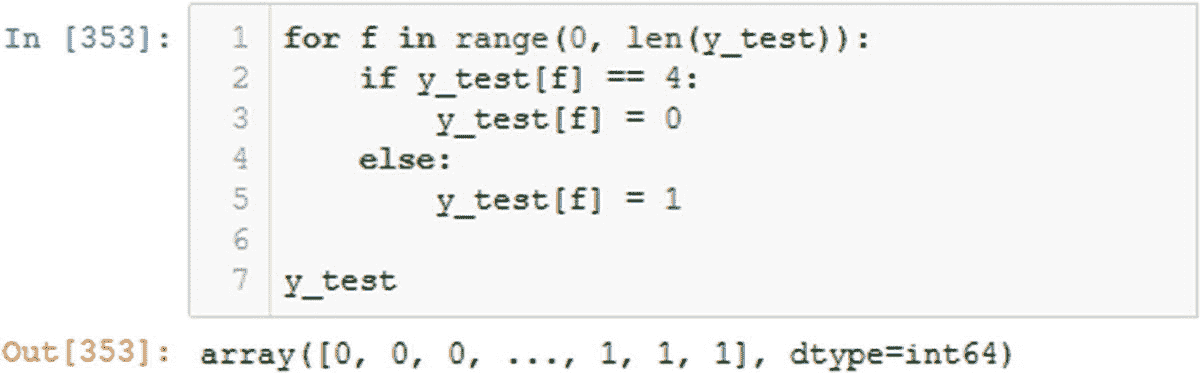 In [353]: 1 for f in range(0, len(y_test)):
2     if y_test[f] == 4:
3         y_test[f] = 0
4     else:
5         y_test[f] = 1
6
7 y_test
Out[353]: array([0, 0, 0, ..., 1, 1, 1], dtype=int64)